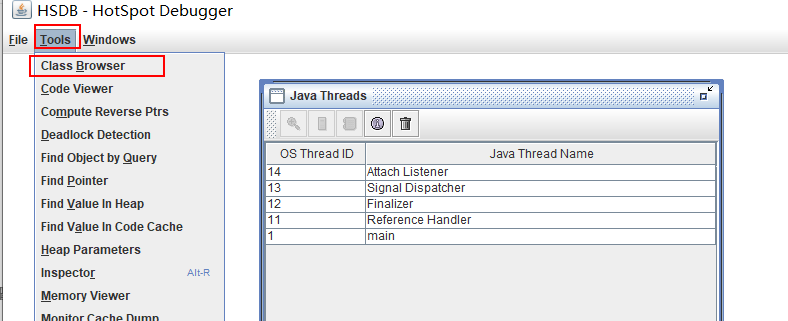 HSDB - HotSpot Debugger
File Tools Windows
Class Browser
Code Viewer
Compute Reverse Ptrs
Deadlock Detection
Find Object by Query
Find Pointer
Find Value In Heap
Find Value In Code Cache
Heap Parameters
Inspector Alt-R
Memory Viewer
Monitor Cache Dump
Java Threads
OS Thread ID Java Thread Name
14 Attach Listener
13 Signal Dispatcher
12 Finalizer
11 Reference Handler
1 main